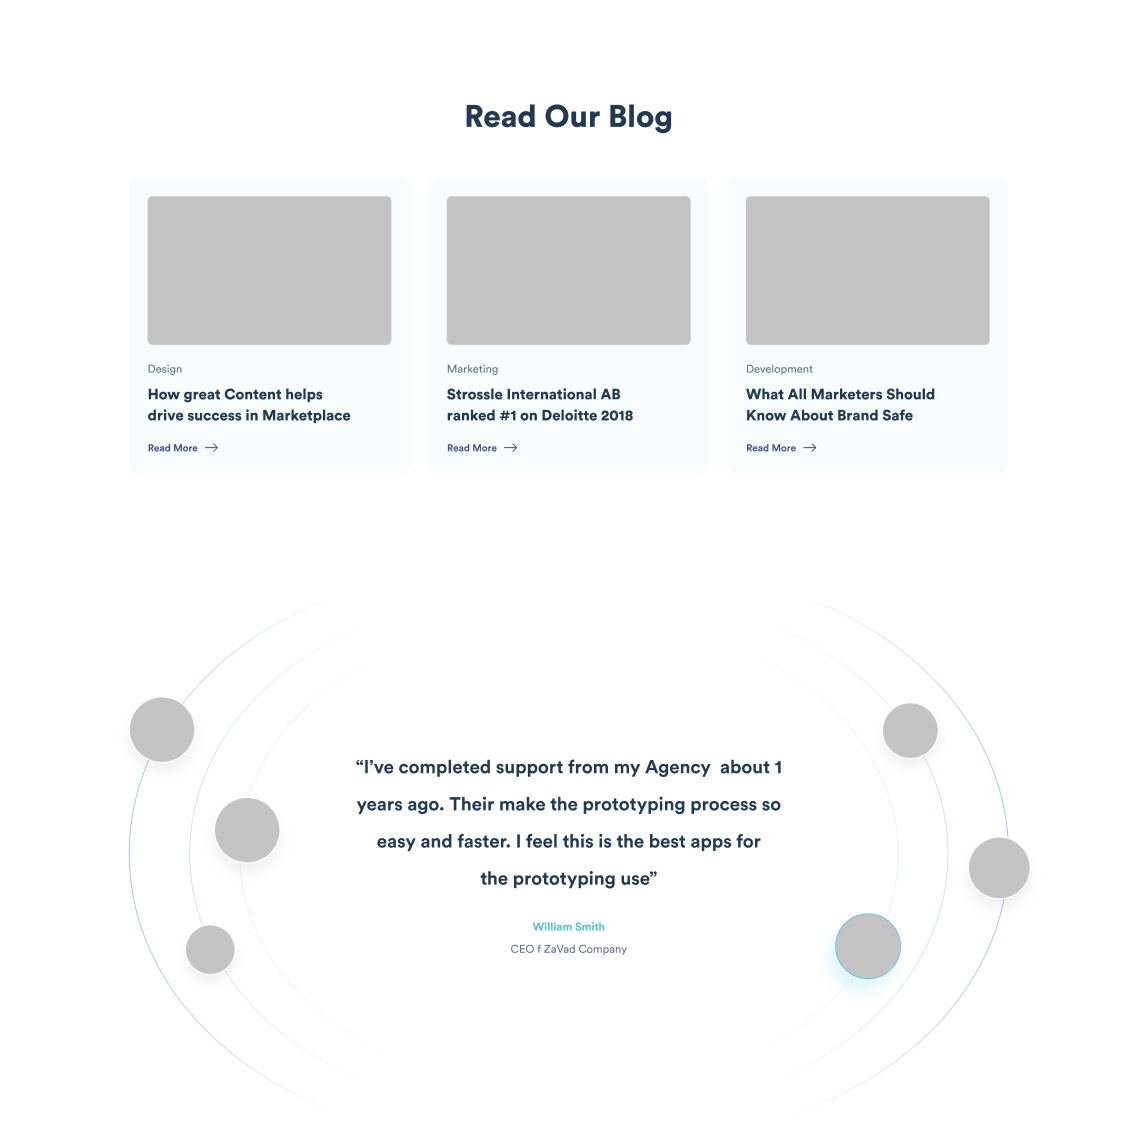 Read Our Blog
Design
How great Content helps
drive success in Marketplace
Read More
Marketing
Strossle International AB
ranked #1 on Deloitte 2018
Read More
Development
What All Marketers Should
Know About Brand Safe
Read More
“I’ve completed support from my Agency  about 1
years ago. Their make the prototyping process so
easy and faster. I feel this is the best apps for
the prototyping use”
William Smith
CEO f ZaVad Company